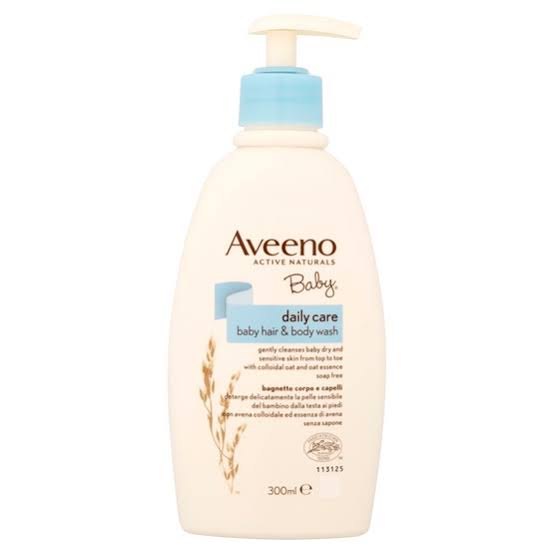 Aveeno
ACTIVE NATURALS
Baby®
daily care
baby hair & body wash
gently cleanses baby dry and
sensitive skin from top to toe
with colloidal oat and oat essence
soap free
bagnetto corpo e capelli
deterge delicatamente la pelle sensibile
del bambino dalla testa ai piedi
con avena colloidale ed essenza di avena
senza sapone
113125
300ml ℮